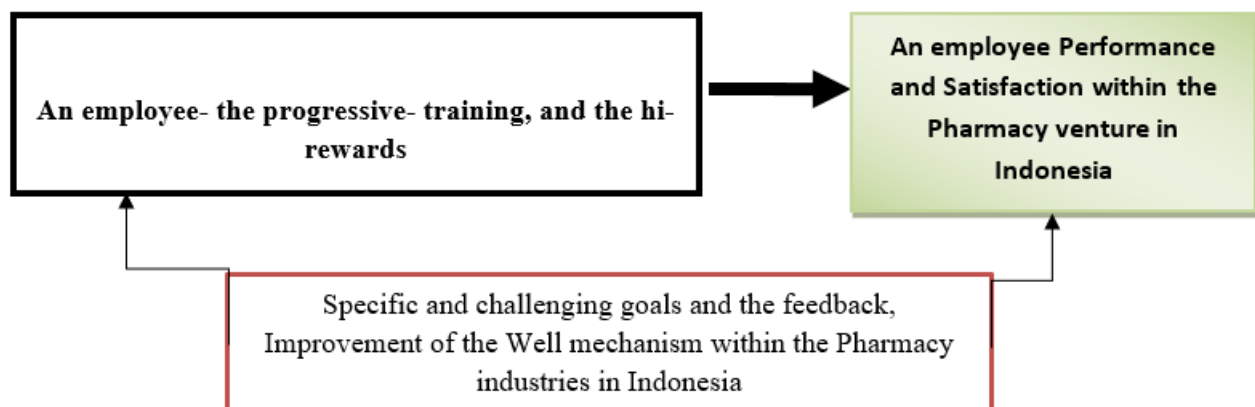 An employee- the progressive- training, and the hi-
rewards
An employee Performance
and Satisfaction within the
Pharmacy venture in
Indonesia
Specific and challenging goals and the feedback,
Improvement of the Well mechanism within the Pharmacy
industries in Indonesia